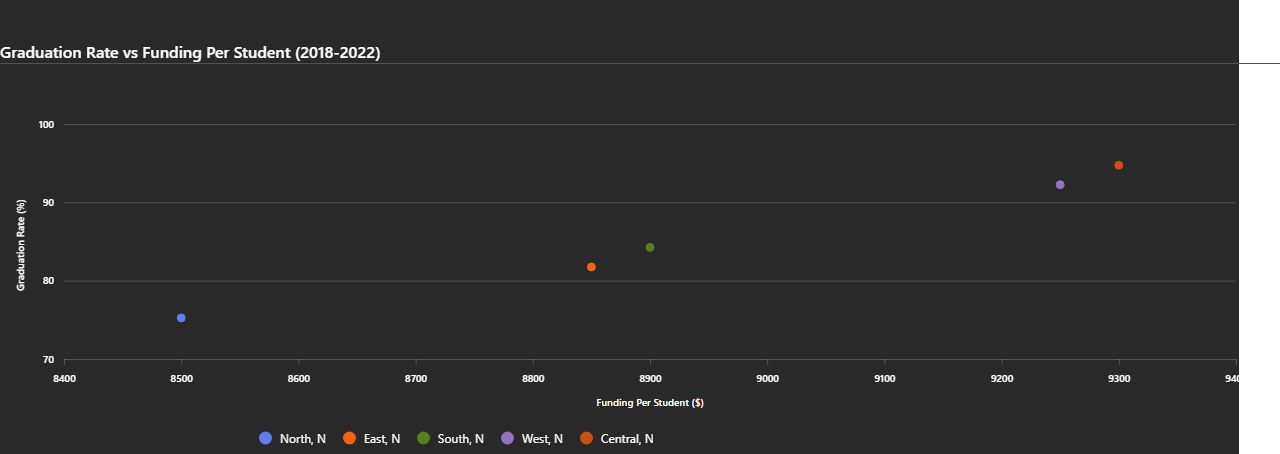 Graduation Rate vs Funding Per Student (2018-2022)
100
90
80
70
Graduation Rate (%)
8400 8500 8600 8700 8800 8900 9000 9100 9200 9300 940
Funding Per Student ($)
North, N East, N South, N West, N Central, N